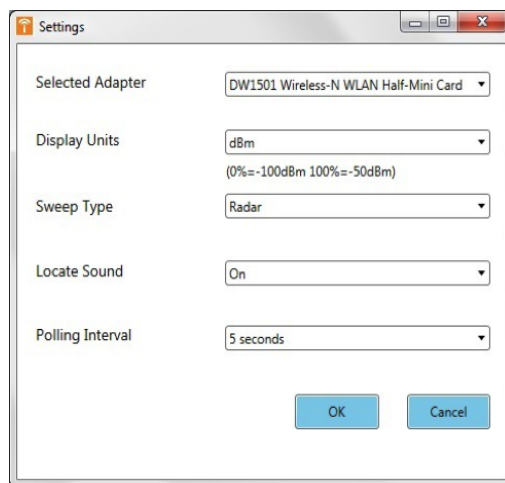 Settings
Selected Adapter
DW1501 Wireless-N WLAN Half-Mini Card
Display Units
dBm
(0%=-100dBm 100%=-50dBm)
Sweep Type
Radar
Locate Sound
On
Polling Interval
5 seconds
OK
Cancel